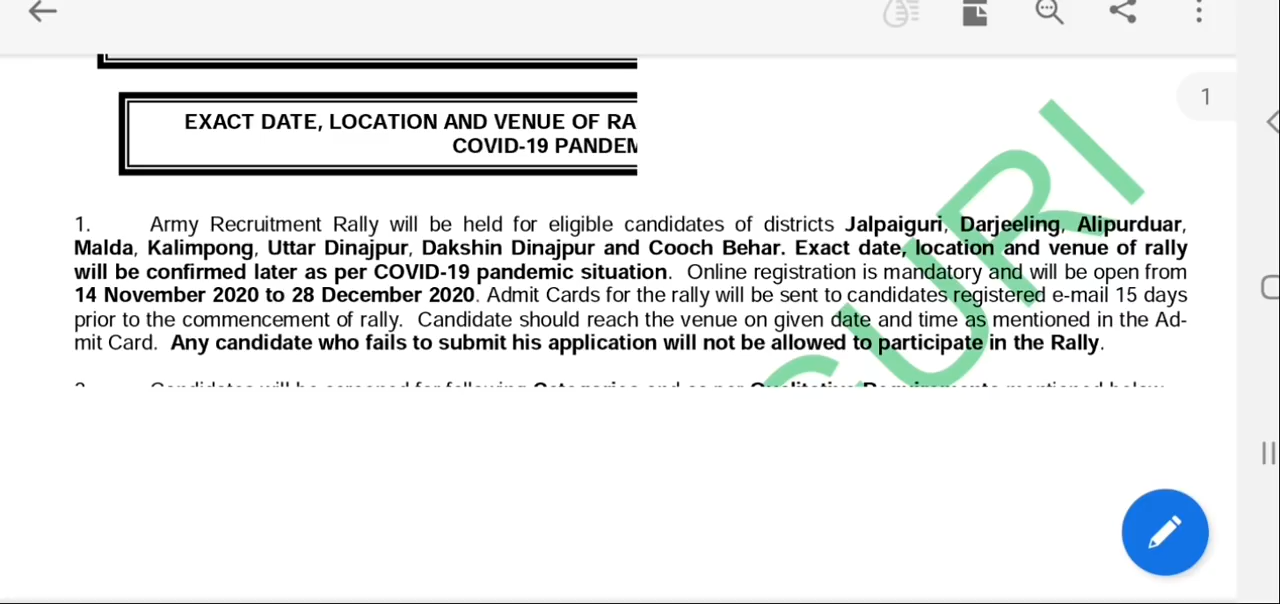 1
EXACT DATE, LOCATION AND VENUE OF RA
COVID-19 PANDEM
1. Army Recruitment Rally will be held for eligible candidates of districts Jalpaiguri, Darjeeling, Alipurduar,
Malda, Kalimpong, Uttar Dinajpur, Dakshin Dinajpur and Cooch Behar. Exact date, location and venue of rally
will be confirmed later as per COVID-19 pandemic situation. Online registration is mandatory and will be open from
14 November 2020 to 28 December 2020. Admit Cards for the rally will be sent to candidates registered e-mail 15 days
prior to the commencement of rally. Candidate should reach the venue on given date and time as mentioned in the Ad-
mit Card. Any candidate who fails to submit his application will not be allowed to participate in the Rally.
GURI